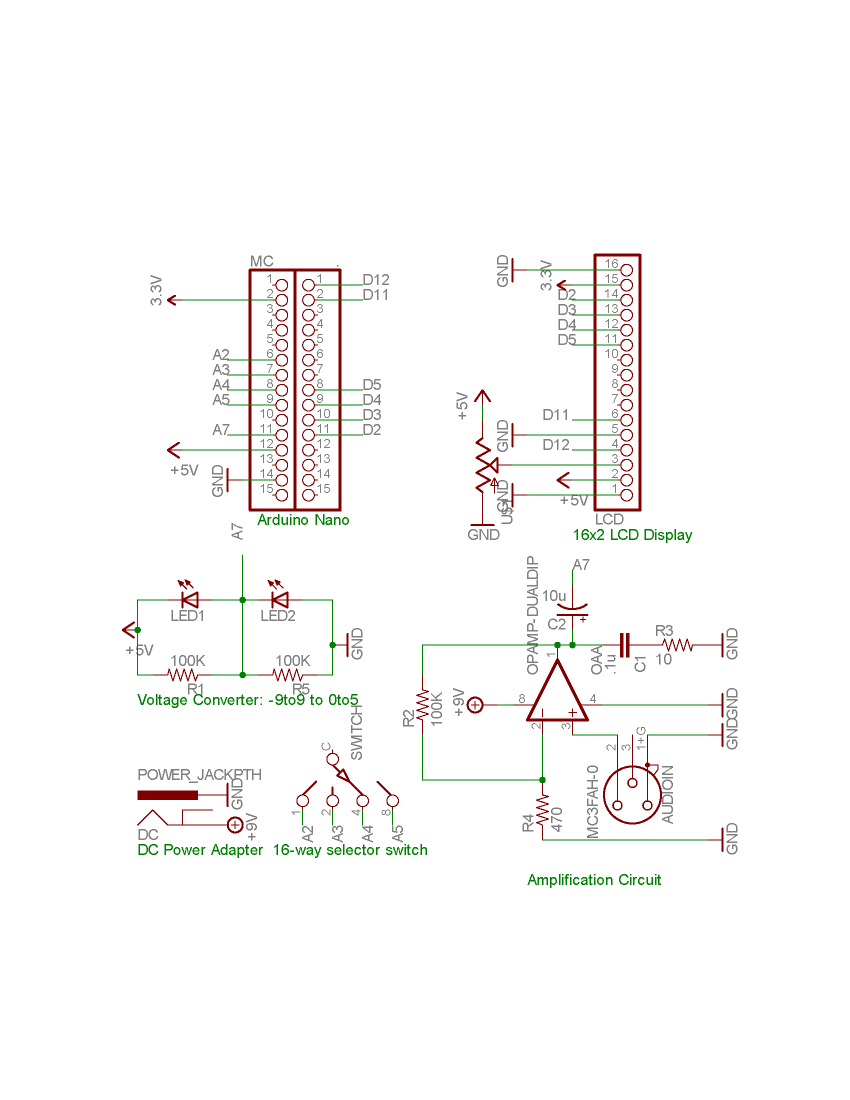 MC
3.3V
1
2
3
4
5
6
7
8
9
10
11
12
13
14
15
1
2
3
4
5
6
7
8
9
10
11
12
13
14
15
D12
D11
A2
A3
A4
A5
A7
D5
D4
D3
D2
+5V
GND
Arduino Nano
GND
3.3V
D2
D3
D4
D5
16
15
14
13
12
11
10
9
8
7
6
5
4
3
2
1
+5V
D11
GND
D12
GND
+5V
GND
LCD
16x2 LCD Display
A7
LED1
LED2
+5V
GND
100K
R1
100K
R5
Voltage Converter: -9to9 to 0to5
OPAMP-DUALDIP
A7
10u
C2
+
OAA
.1u
C1
R3
10
GND
R2
100K
+9V
8
1
4
2
3
GND
GND
2
3
1+G
MC3FAH-0
AUDIOIN
R4
470
GND
Amplification Circuit
POWER_JACKPTH
GND
DC
+9V
DC Power Adapter
SWITCH
C
1
2
4
8
A2
A3
A4
A5
16-way selector switch